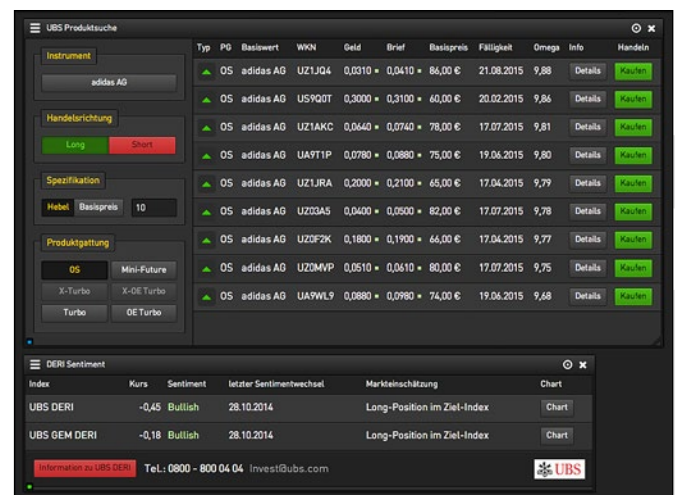 UBS Produktsuche
Instrument
adidas AG
Handelsrichtung
Long Short
Spezifikation
Hebel Basispreis 10
Produktgattung
OS Mini-Future
X-Turbo X-OE Turbo
Turbo OE Turbo
Typ PG Basiswert WKN Geld Brief Basispreis Fälligkeit Omega Info Handeln
OS adidas AG UZ1JQ4 0,0310 0,0410 86,00 € 21.08.2015 9,88 Details Kaufen
OS adidas AG US9Q0T 0,3000 0,3100 60,00 € 20.02.2015 9,86 Details Kaufen
OS adidas AG UZ1AKC 0,0640 0,0740 78,00 € 17.07.2015 9,81 Details Kaufen
OS adidas AG UA9T1P 0,0780 0,0880 75,00 € 19.06.2015 9,80 Details Kaufen
OS adidas AG UZ1JRA 0,2000 0,2100 65,00 € 17.04.2015 9,79 Details Kaufen
OS adidas AG UZ03A5 0,0400 0,0500 82,00 € 17.07.2015 9,78 Details Kaufen
OS adidas AG UZ0F2K 0,1800 0,1900 66,00 € 17.04.2015 9,77 Details Kaufen
OS adidas AG UZ0MVP 0,0510 0,0610 80,00 € 17.07.2015 9,75 Details Kaufen
OS adidas AG UA9WL9 0,0880 0,0980 74,00 € 19.06.2015 9,68 Details Kaufen
DERI Sentiment
Index Kurs Sentiment letzter Sentimentwechsel Markteinschätzung Chart
UBS DERI -0,45 Bullish 28.10.2014 Long-Position im Ziel-Index Chart
UBS GEM DERI -0,18 Bullish 28.10.2014 Long-Position im Ziel-Index Chart
Information zu UBS DERI Tel.: 0800 - 800 04 04 Invest@ubs.com UBS